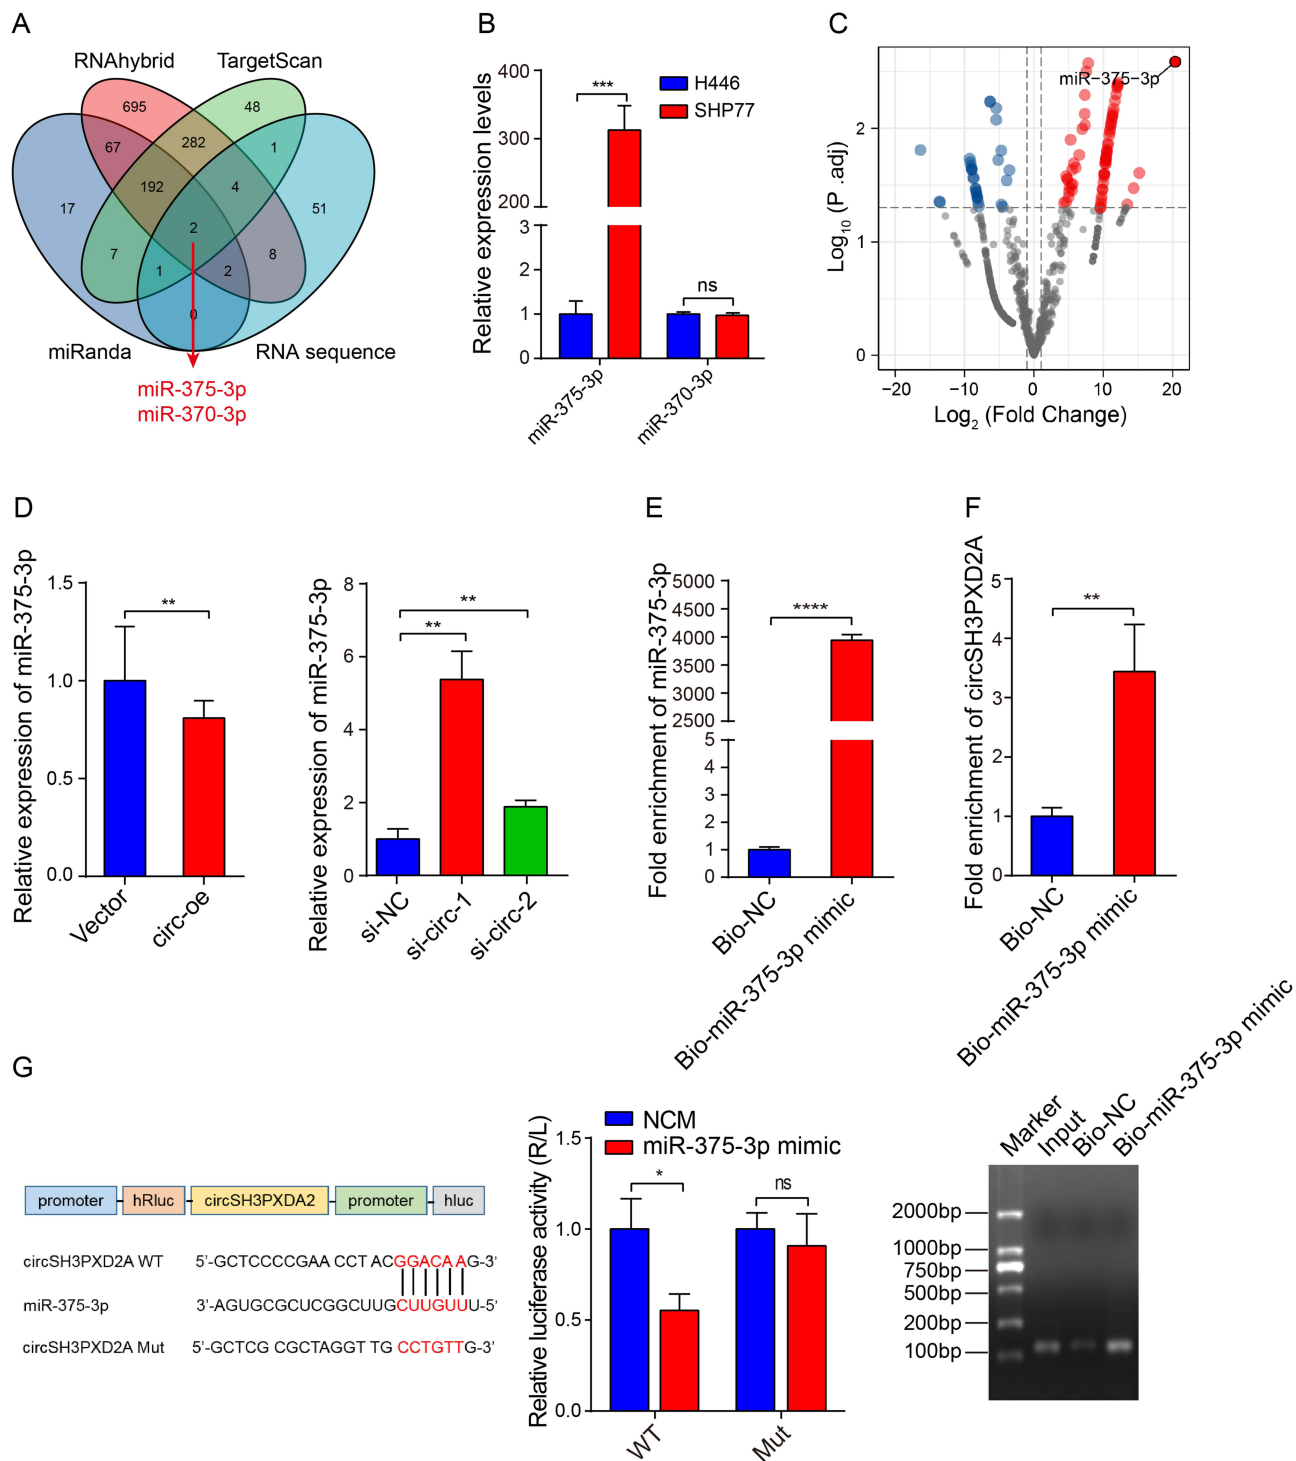 A
RNAhybrid TargetScan
695 48
67 282 1
192 4
17 2 51
7 1 2 8
0
miRanda RNA sequence
miR-375-3p
miR-370-3p
B
Relative expression levels
400
300
200
3
2
1
0
***
ns
H446
SHP77
miR-375-3p
miR-370-3p
C
Log10 (P .adj)
2
1
0
miR-375-3p
−20 −10 0 10 20
Log2 (Fold Change)
D
Relative expression of miR-375-3p
1.5
1.0
0.5
0.0
**
Vector
circ-oe
Relative expression of miR-375-3p
8
6
4
2
0
**
**
si-NC
si-circ-1
si-circ-2
E
Fold enrichment of miR-375-3p
5000
4500
4000
3500
3000
2500
5
4
3
2
1
0
****
Bio-NC
Bio-miR-375-3p mimic
F
Fold enrichment of circSH3PXD2A
5
4
3
2
1
0
**
Bio-NC
Bio-miR-375-3p mimic
G
promoter hRluc circSH3PXDA2 promoter hluc
circSH3PXD2A WT 5'-GCTCCCCGAA CCT ACGGACAAG-3'
miR-375-3p 3'-AGUGCGCUCGGCUUGCUUGUUU-5'
circSH3PXD2A Mut 5'-GCTCG CGCTAGGT TG CCTGTTG-3'
Relative luciferase activity (R/L)
NCM
miR-375-3p mimic
1.5
1.0
0.5
0.0
*
ns
WT
Mut
Marker
Input
Bio-NC
Bio-miR-375-3p mimic
2000bp
1000bp
750bp
500bp
200bp
100bp